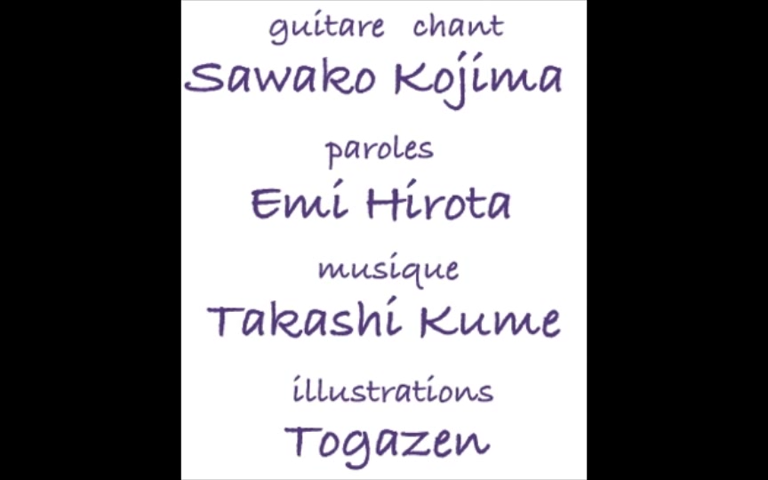 guitare chant
Sawako Kojima
paroles
Emi Hirota
musique
Takashi Kume
illustrations
Togazen